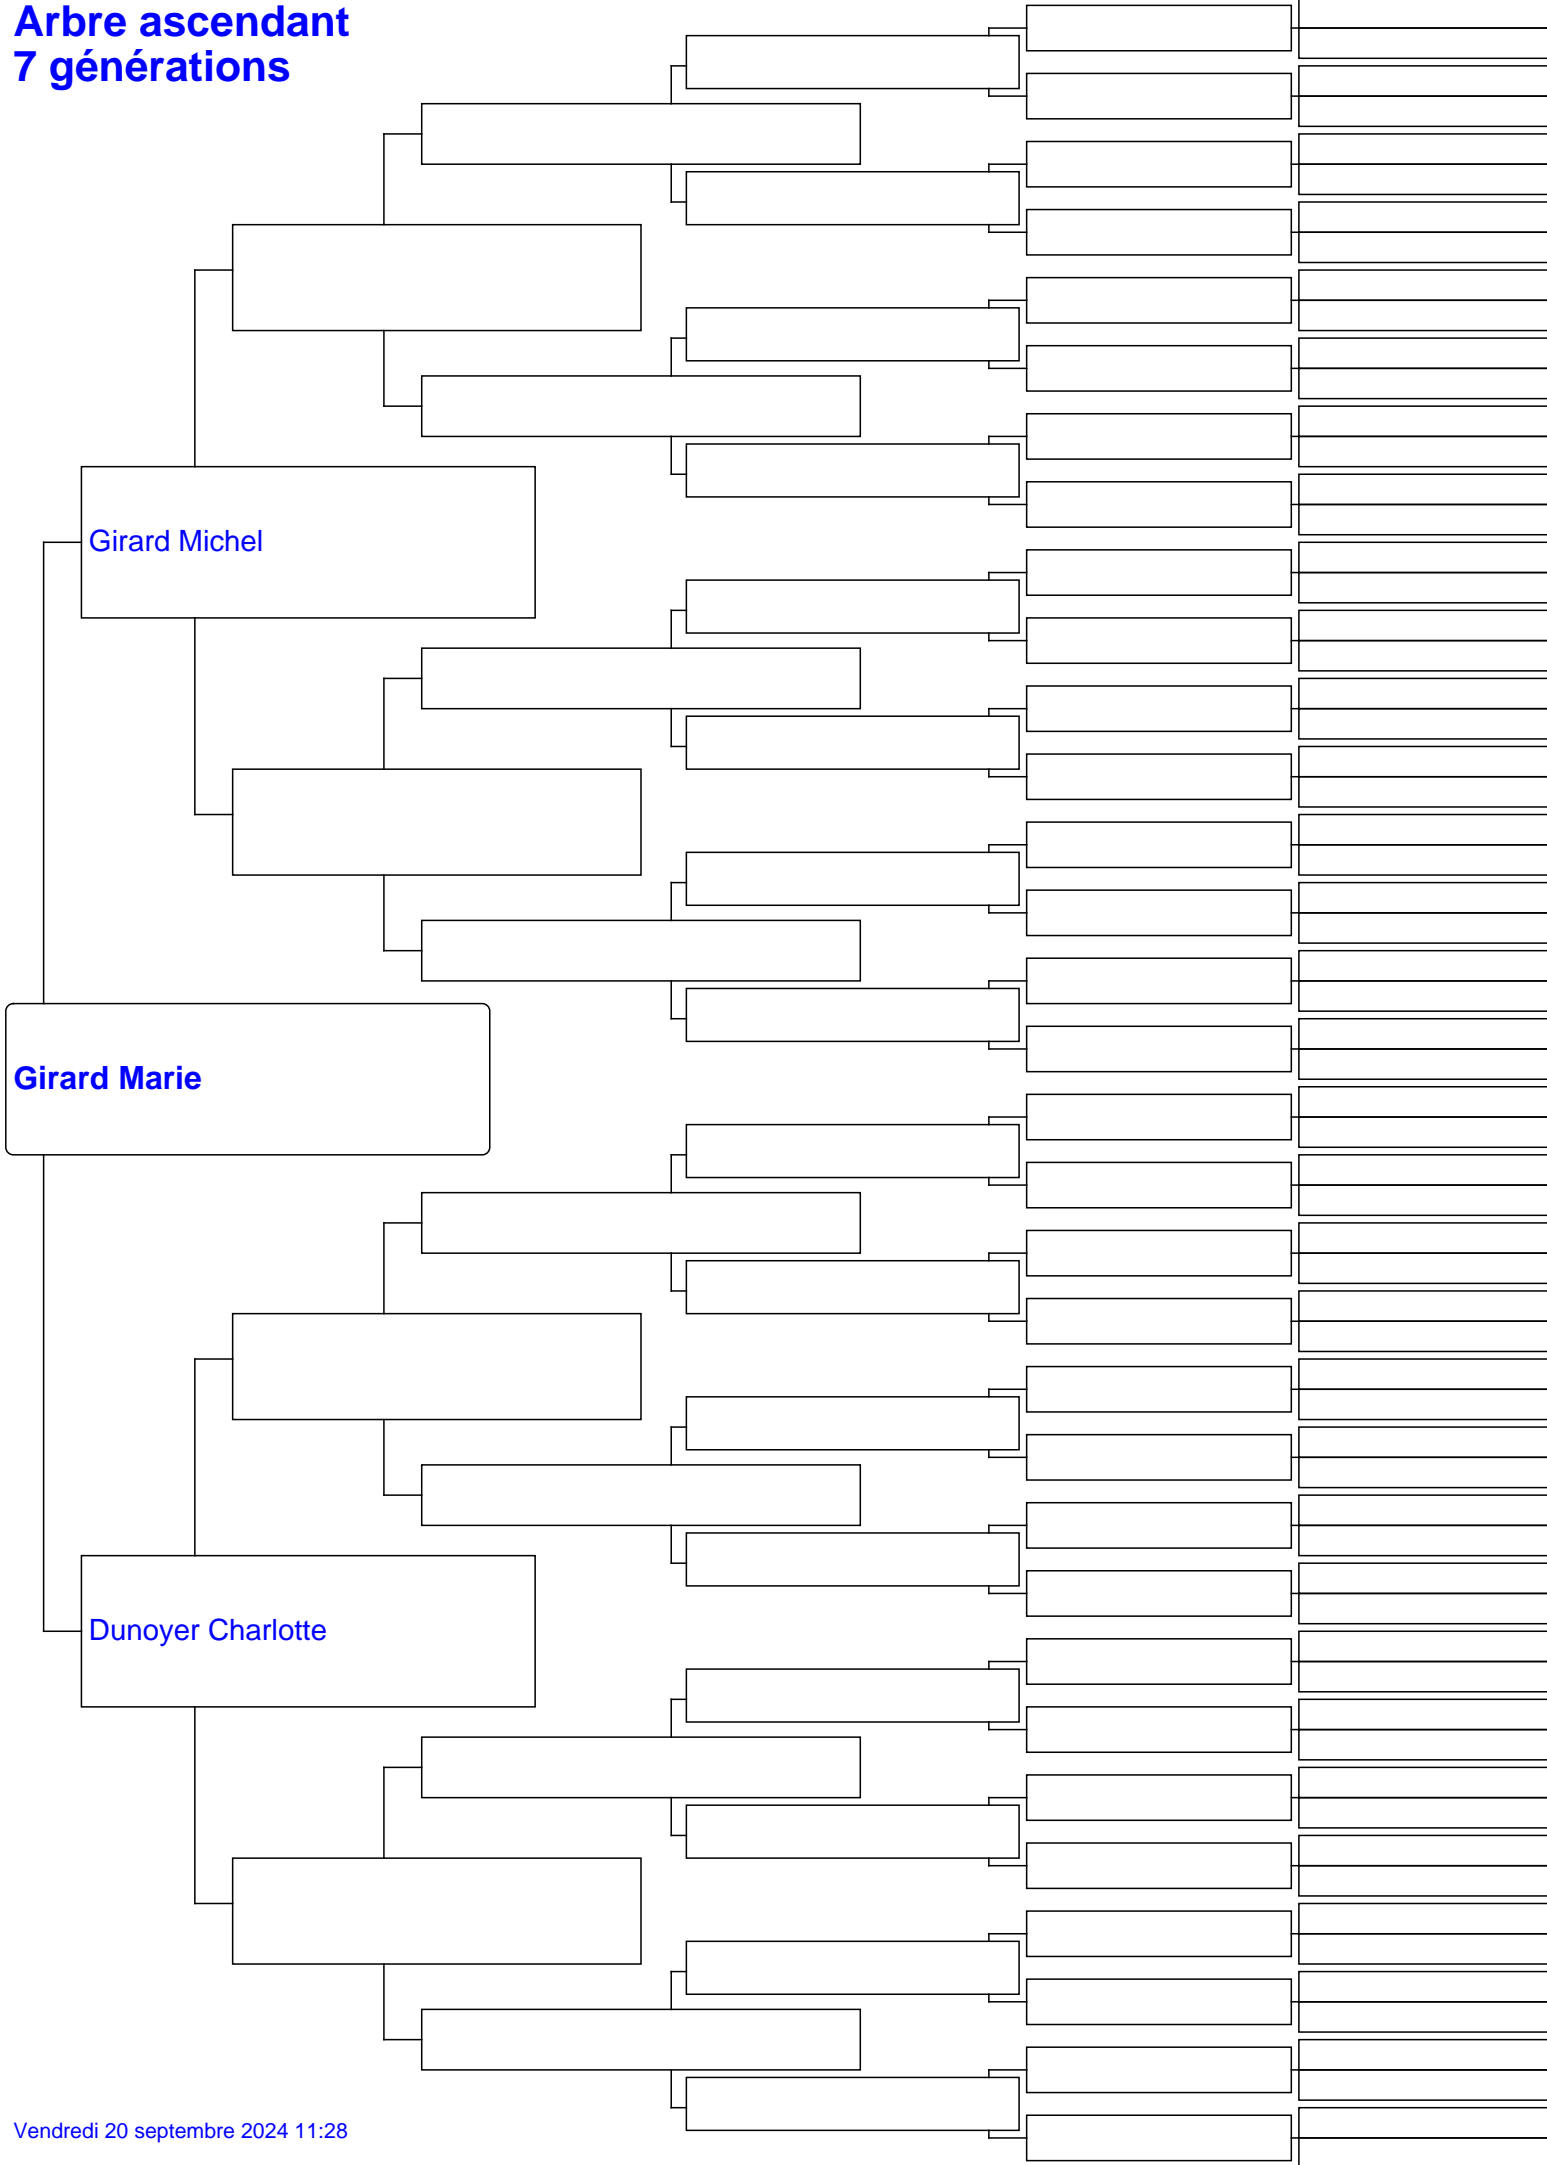 Arbre ascendant
7 générations
Girard Michel
Girard Marie
Dunoyer Charlotte
Vendredi 20 septembre 2024 11:28